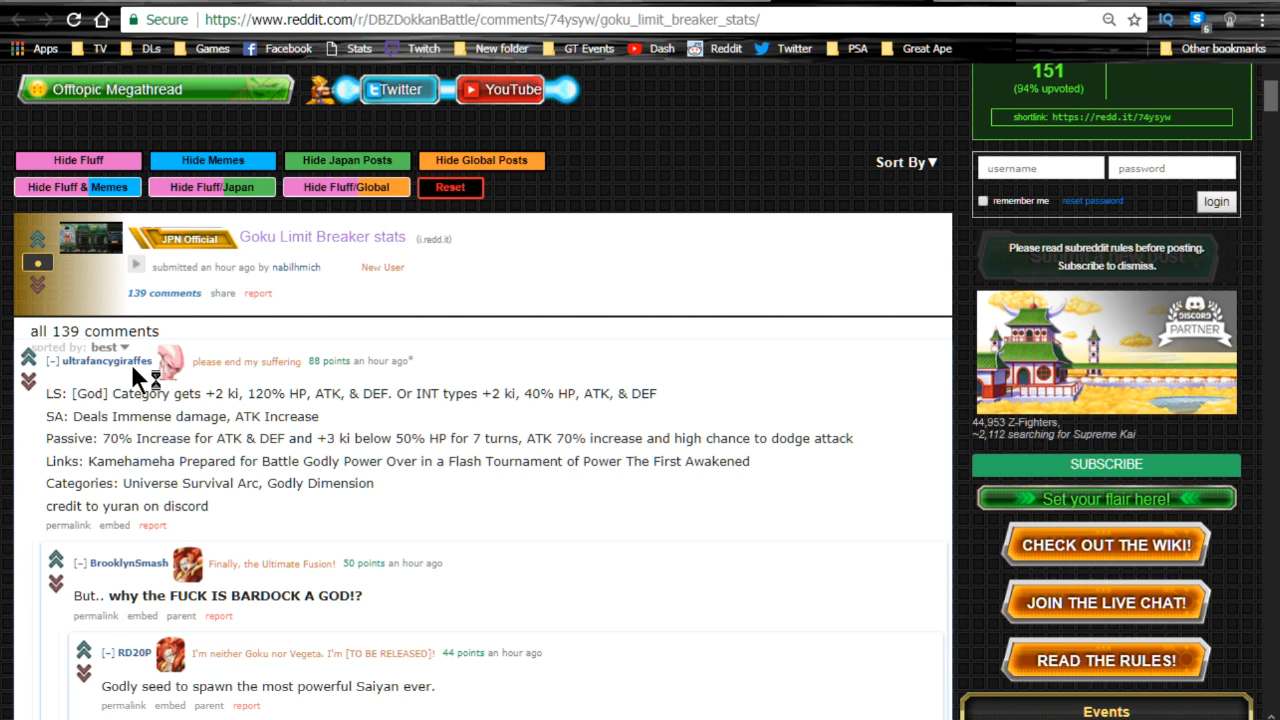 Secure https://www.reddit.com/r/DBZDokkanBattle/comments/74ysyw/goku_limit_breaker_stats/
IQ S 6
Apps TV DLs Games Facebook Stats Twitch New folder GT Events Dash Reddit Twitter PSA Great Ape Other bookmarks
Offtopic Megathread Twitter YouTube
151
(94% upvoted)
shortlink: https://redd.it/74ysyw
Hide Fluff Hide Memes Hide Japan Posts Hide Global Posts
Sort By▼
Hide Fluff & Memes Hide Fluff/Japan Hide Fluff/Global Reset
username password
remember me reset password login
JPN Official Goku Limit Breaker stats (i.redd.it)
submitted an hour ago by nabilhmich New User
139 comments share report
Please read subreddit rules before posting.
Subscribe to dismiss.
Submit a new post
DISCORD
PARTNER
all 139 comments
sorted by: best
[–] ultrafancygiraffes please end my suffering 88 points an hour ago*
LS: [God] Category gets +2 ki, 120% HP, ATK, & DEF. Or INT types +2 ki, 40% HP, ATK, & DEF
SA: Deals Immense damage, ATK Increase
Passive: 70% Increase for ATK & DEF and +3 ki below 50% HP for 7 turns, ATK 70% increase and high chance to dodge attack
Links: Kamehameha Prepared for Battle Godly Power Over in a Flash Tournament of Power The First Awakened
Categories: Universe Survival Arc, Godly Dimension
credit to yuran on discord
permalink embed report
44,953 Z-Fighters,
~2,112 searching for Supreme Kai
SUBSCRIBE
Set your flair here!
CHECK OUT THE WIKI!
JOIN THE LIVE CHAT!
READ THE RULES!
Events
[–] BrooklynSmash Finally, the Ultimate Fusion! 50 points an hour ago
But.. why the FUCK IS BARDOCK A GOD!?
permalink embed parent report
[–] RD20P I'm neither Goku nor Vegeta. I'm [TO BE RELEASED]! 44 points an hour ago
Godly seed to spawn the most powerful Saiyan ever.
permalink embed parent report